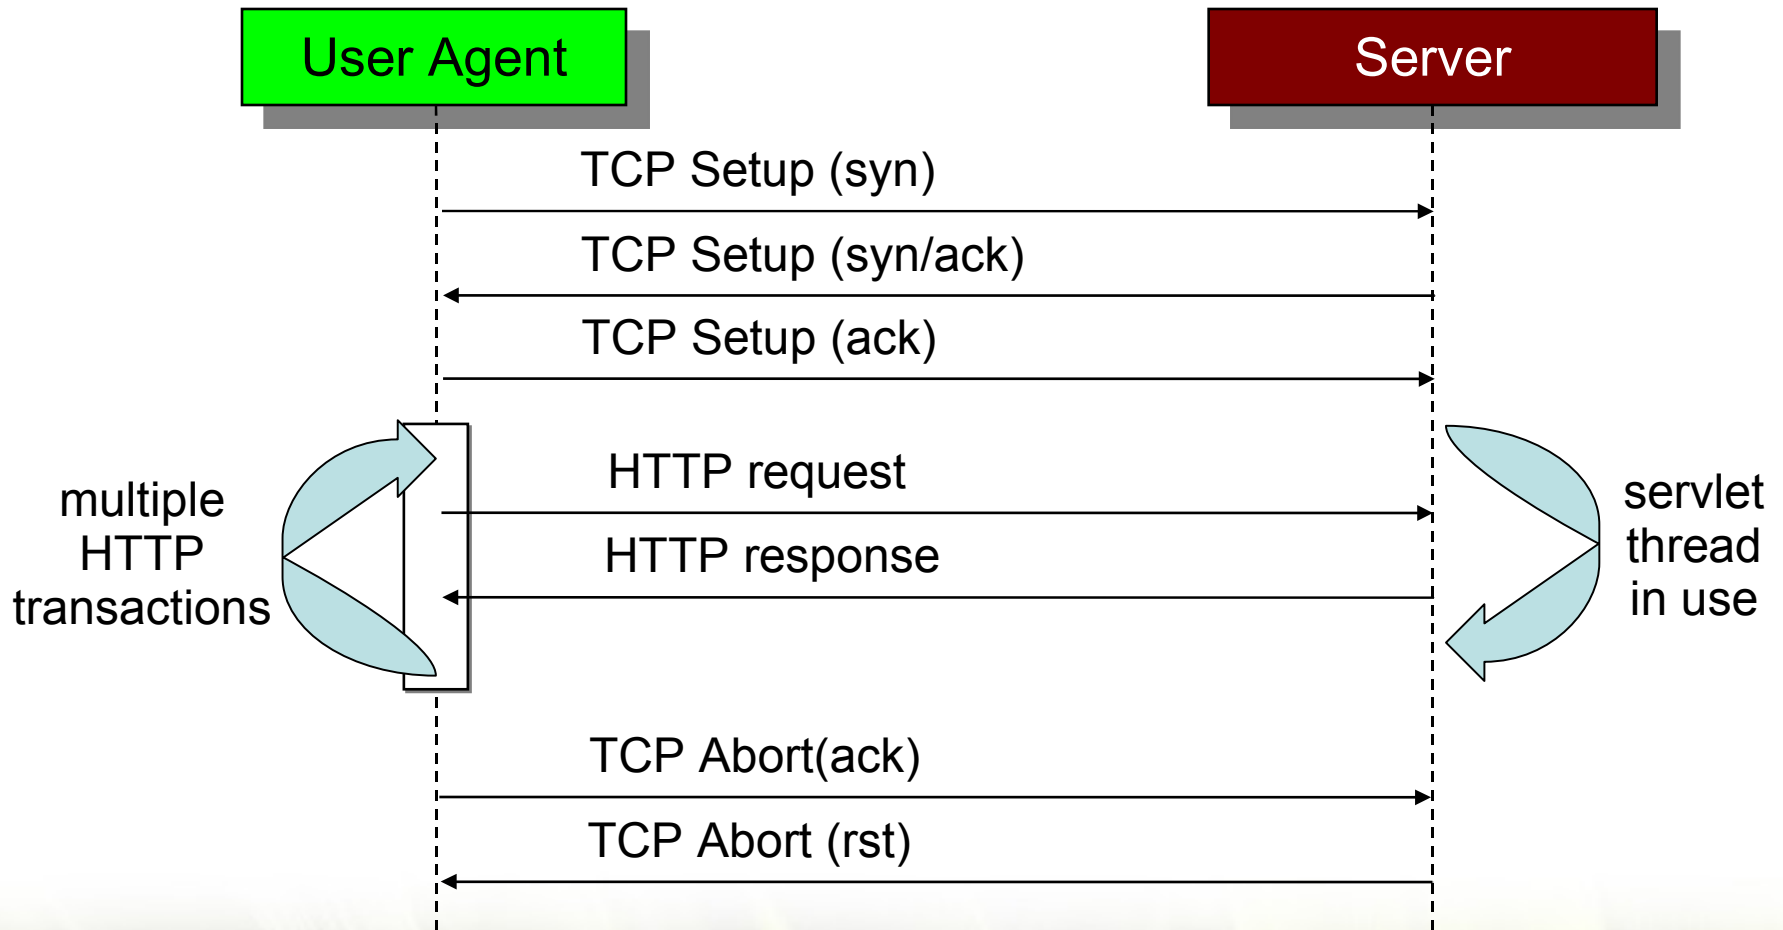 User Agent
Server
TCP Setup (syn)
TCP Setup (syn/ack)
TCP Setup (ack)
multiple
HTTP
transactions
HTTP request
HTTP response
servlet
thread
in use
TCP Abort(ack)
TCP Abort (rst)